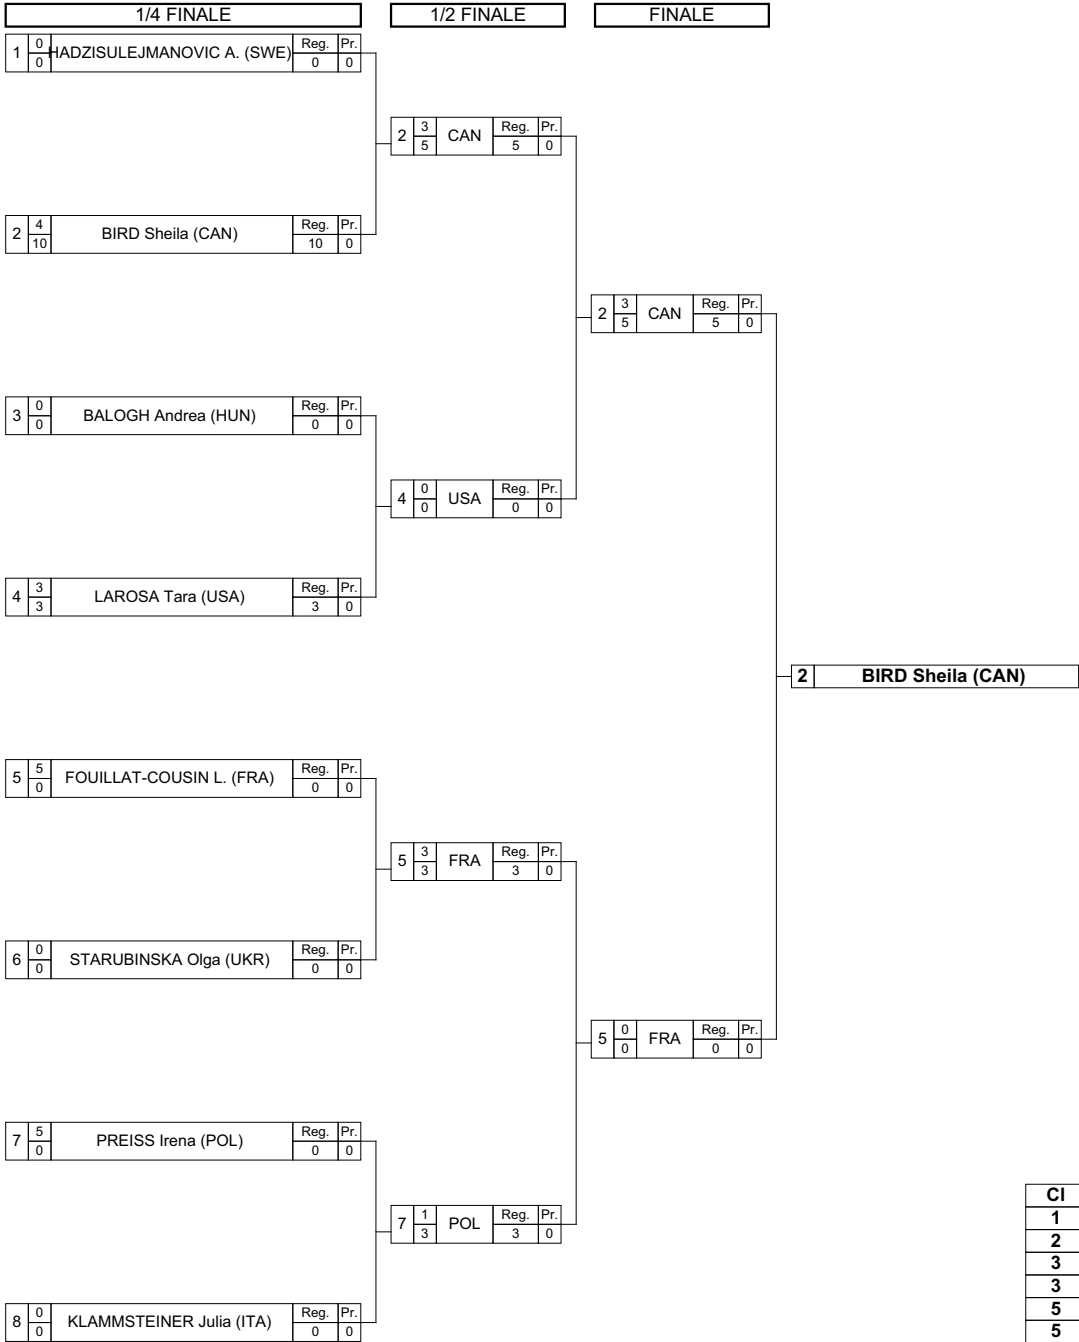 1/4 FINALE 1/2 FINALE FINALE
1 0 HADZISULEJMANOVIC A. (SWE) Reg. Pr.
0 0 0
2 3 CAN Reg. Pr.
5 5 0
2 4 BIRD Sheila (CAN) Reg. Pr.
10 10 0
2 3 CAN Reg. Pr.
5 5 0
3 0 BALOGH Andrea (HUN) Reg. Pr.
0 0 0
4 0 USA Reg. Pr.
0 0 0
4 3 LAROSA Tara (USA) Reg. Pr.
3 3 0
2 BIRD Sheila (CAN)
5 5 FOUILLAT-COUSIN L. (FRA) Reg. Pr.
0 0 0
5 3 FRA Reg. Pr.
3 3 0
6 0 STARUBINSKA Olga (UKR) Reg. Pr.
0 0 0
5 0 FRA Reg. Pr.
0 0 0
7 5 PREISS Irena (POL) Reg. Pr.
0 0 0
7 1 POL Reg. Pr.
3 3 0
8 0 KLAMMSTEINER Julia (ITA) Reg. Pr.
0 0 0
Cl
1
2
3
3
5
5